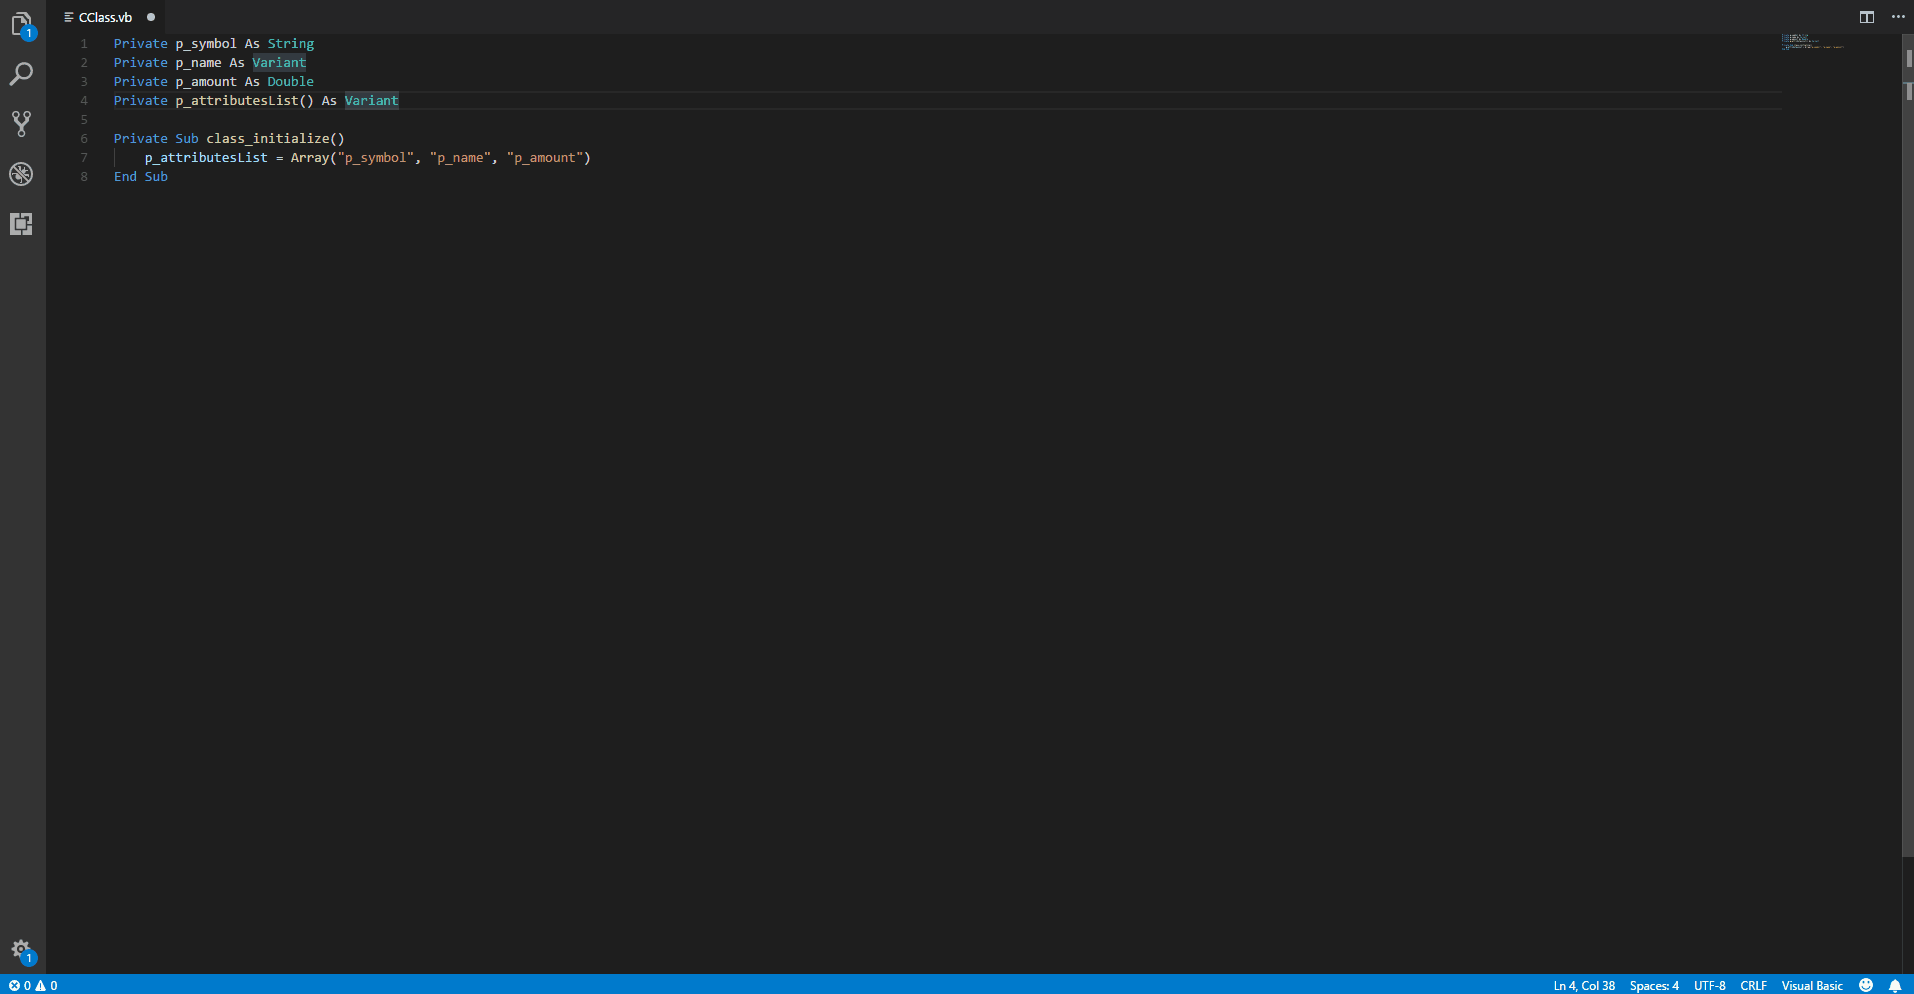 CClass.vb
1 Private p_symbol As String
2 Private p_name As Variant
3 Private p_amount As Double
4 Private p_attributesList() As Variant
5
6 Private Sub class_initialize()
7 p_attributesList = Array("p_symbol", "p_name", "p_amount")
8 End Sub
1
1
0 0 Ln 4, Col 38 Spaces: 4 UTF-8 CRLF Visual Basic